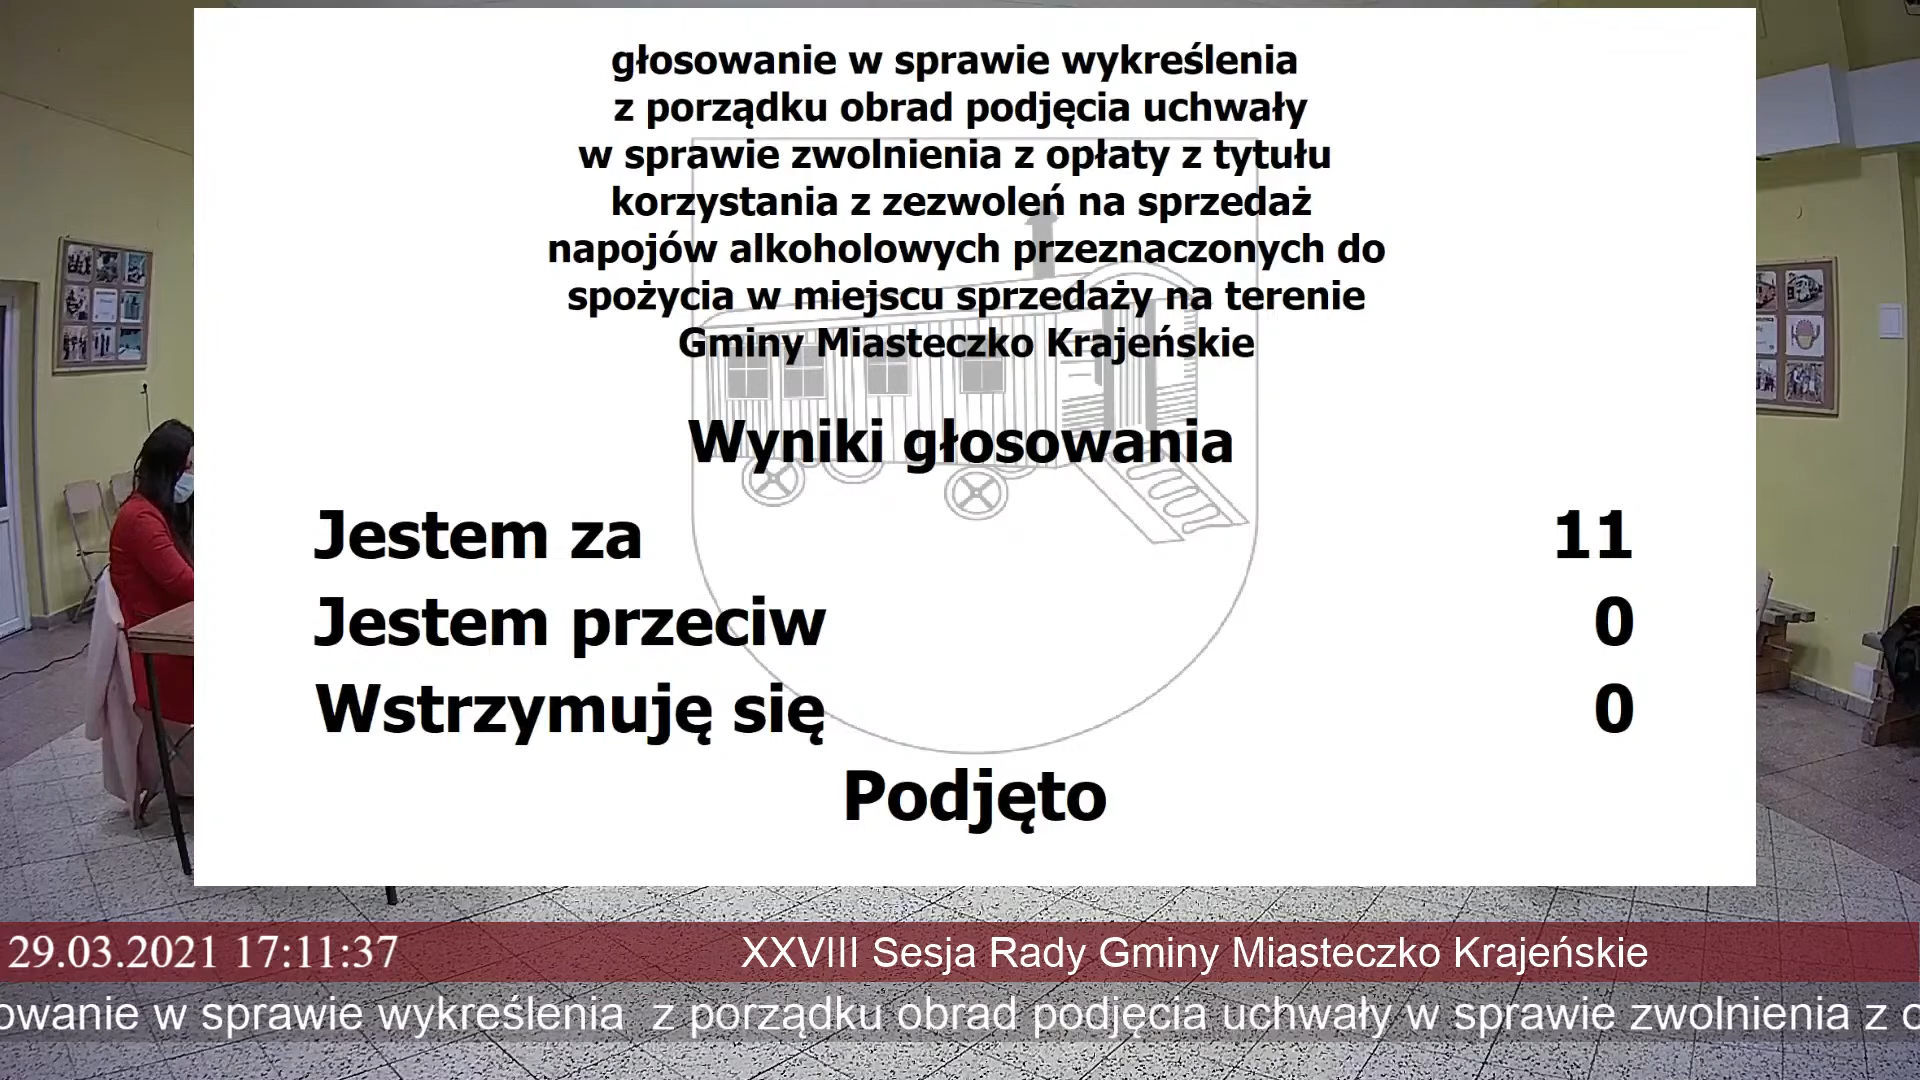 głosowanie w sprawie wykreślenia
z porządku obrad podjęcia uchwały
w sprawie zwolnienia z opłaty z tytułu
korzystania z zezwoleń na sprzedaż
napojów alkoholowych przeznaczonych do
spożycia w miejscu sprzedaży na terenie
Gminy Miasteczko Krajeńskie
Wyniki głosowania
Jestem za 11
Jestem przeciw 0
Wstrzymuję się 0
Podjęto
29.03.2021 17:11:37 XXVIII Sesja Rady Gminy Miasteczko Krajeńskie
owanie w sprawie wykreślenia z porządku obrad podjęcia uchwały w sprawie zwolnienia z o